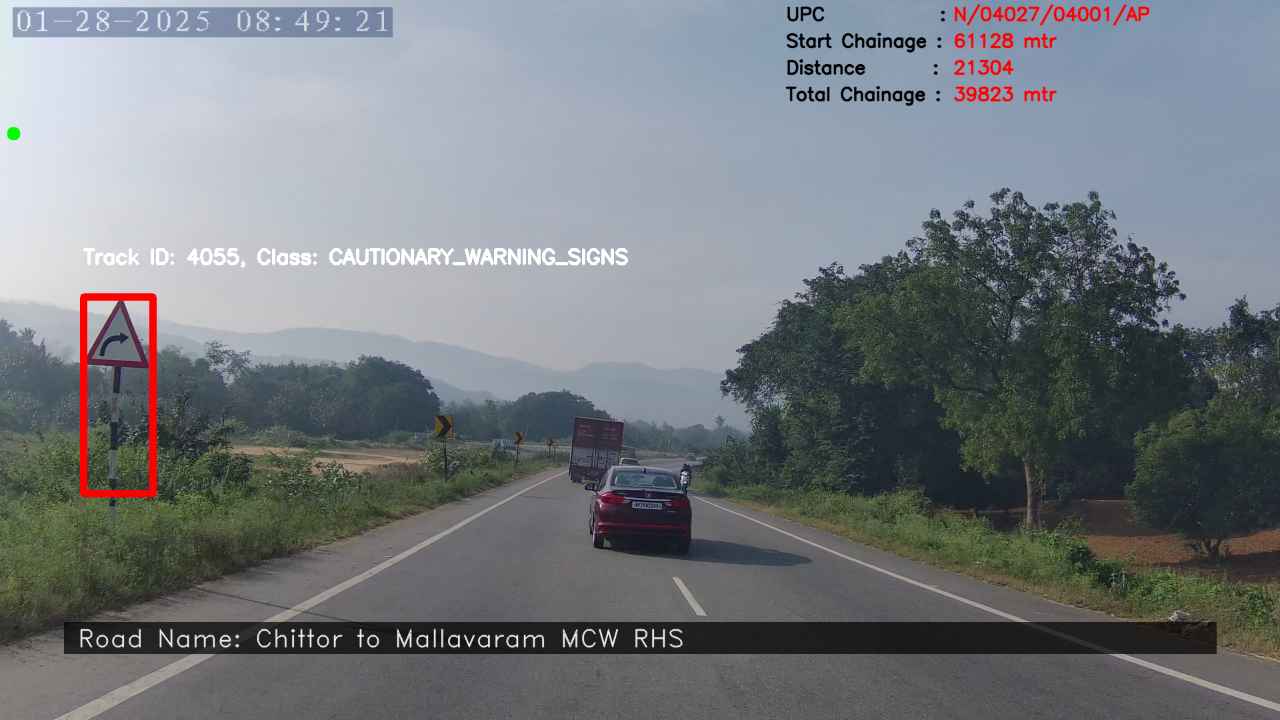 01-28-2025 08:49:21
UPC : N/04027/04001/AP
Start Chainage : 61128 mtr
Distance : 21304
Total Chainage : 39823 mtr
Track ID: 4055, Class: CAUTIONARY_WARNING_SIGNS
Road Name: Chittor to Mallavaram MCW RHS